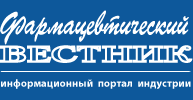 Фармацевтический
ВЕСТНИК
информационный портал индустрии